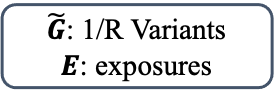 G̃: 1/R Variants
E: exposures